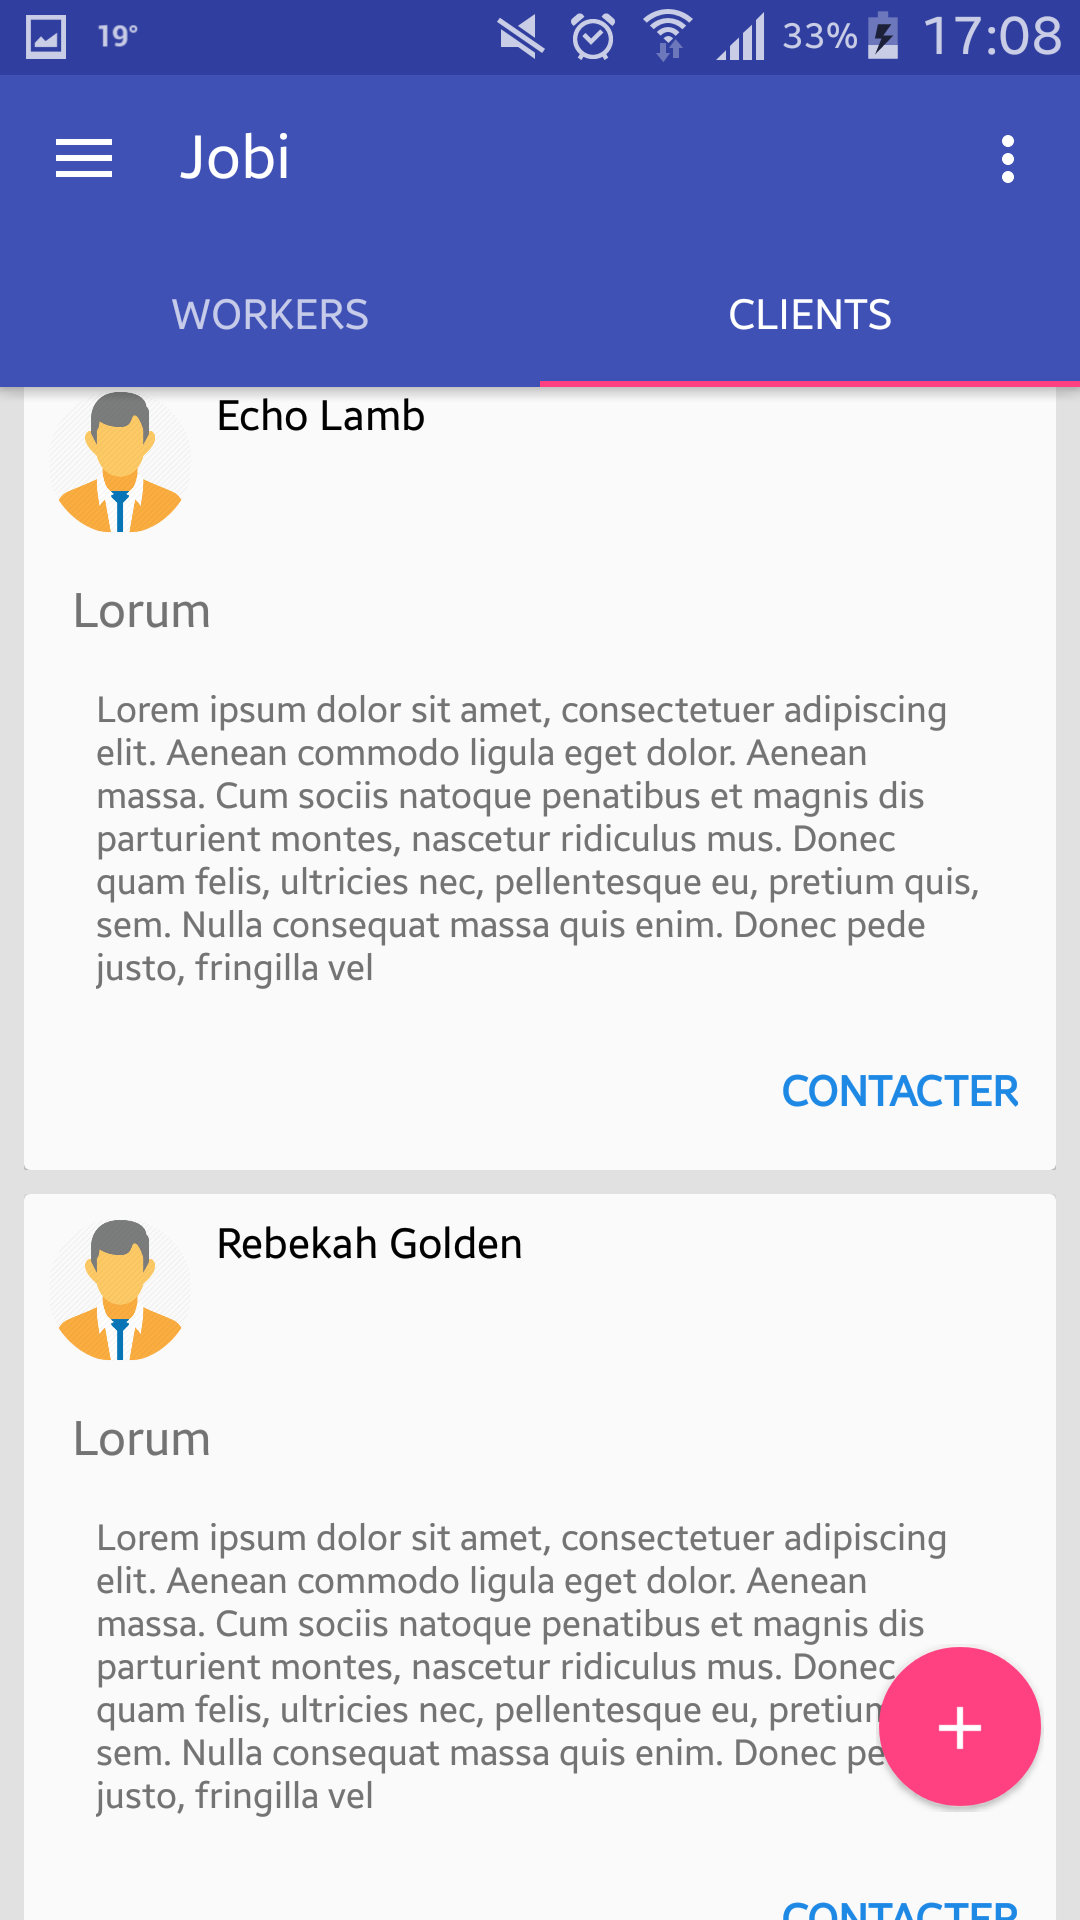 19°
33%
17:08
Jobi
WORKERS
CLIENTS
Echo Lamb
Lorum
Lorem ipsum dolor sit amet, consectetuer adipiscing
elit. Aenean commodo ligula eget dolor. Aenean
massa. Cum sociis natoque penatibus et magnis dis
parturient montes, nascetur ridiculus mus. Donec
quam felis, ultricies nec, pellentesque eu, pretium quis,
sem. Nulla consequat massa quis enim. Donec pede
justo, fringilla vel
CONTACTER
Rebekah Golden
Lorum
Lorem ipsum dolor sit amet, consectetuer adipiscing
elit. Aenean commodo ligula eget dolor. Aenean
massa. Cum sociis natoque penatibus et magnis dis
parturient montes, nascetur ridiculus mus. Donec
quam felis, ultricies nec, pellentesque eu,
sem. Nulla consequat massa quis enim. Donec
justo, fringilla vel
CONTACTER